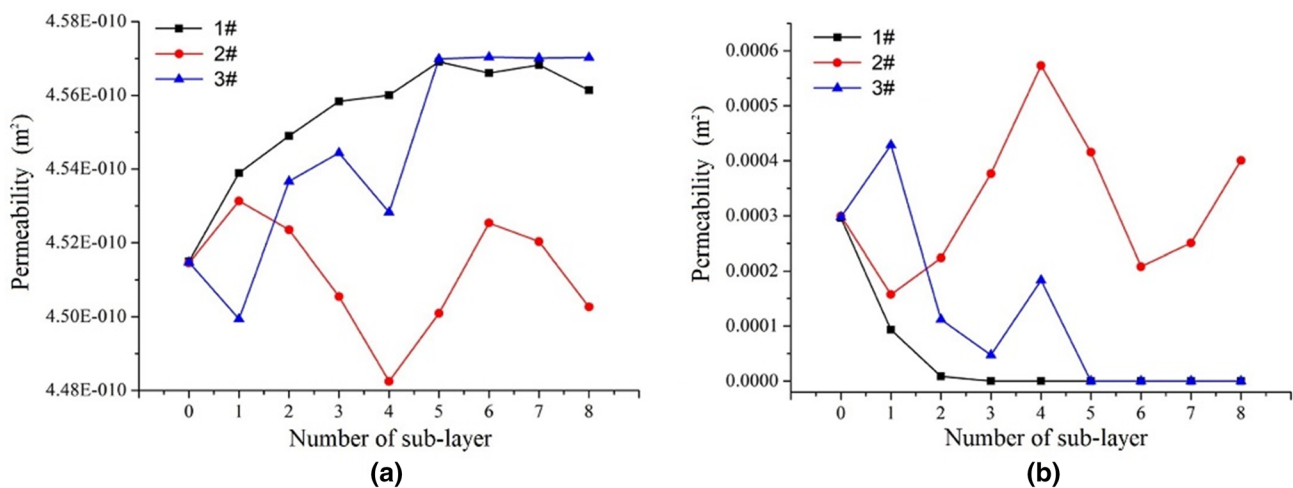 4.58E-010
4.56E-010
4.54E-010
4.52E-010
4.50E-010
4.48E-010
Permeability (m²)
1#
2#
3#
0 1 2 3 4 5 6 7 8
Number of sub-layer
(a)
0.0006
0.0005
0.0004
0.0003
0.0002
0.0001
0.0000
Permeability (m²)
1#
2#
3#
0 1 2 3 4 5 6 7 8
Number of sub-layer
(b)